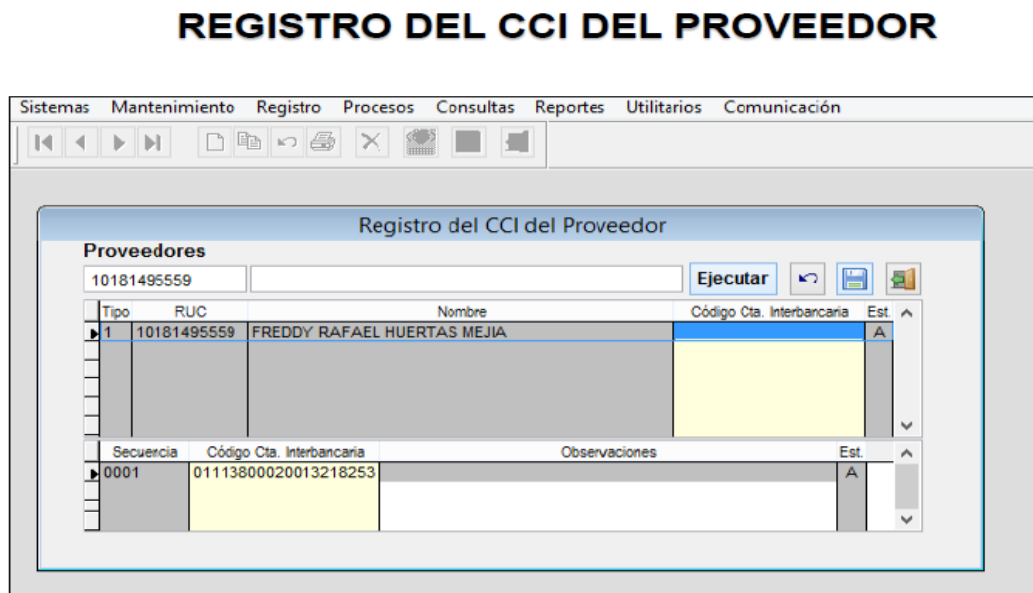 REGISTRO DEL CCI DEL PROVEEDOR
Sistemas Mantenimiento Registro Procesos Consultas Reportes Utilitarios Comunicación
Registro del CCI del Proveedor
Proveedores
10181495559 Ejecutar
Tipo RUC Nombre Código Cta. Interbancaria Est.
1 10181495559 FREDDY RAFAEL HUERTAS MEJIA A
Secuencia Código Cta. Interbancaria Observaciones Est.
0001 01113800020013218253 A